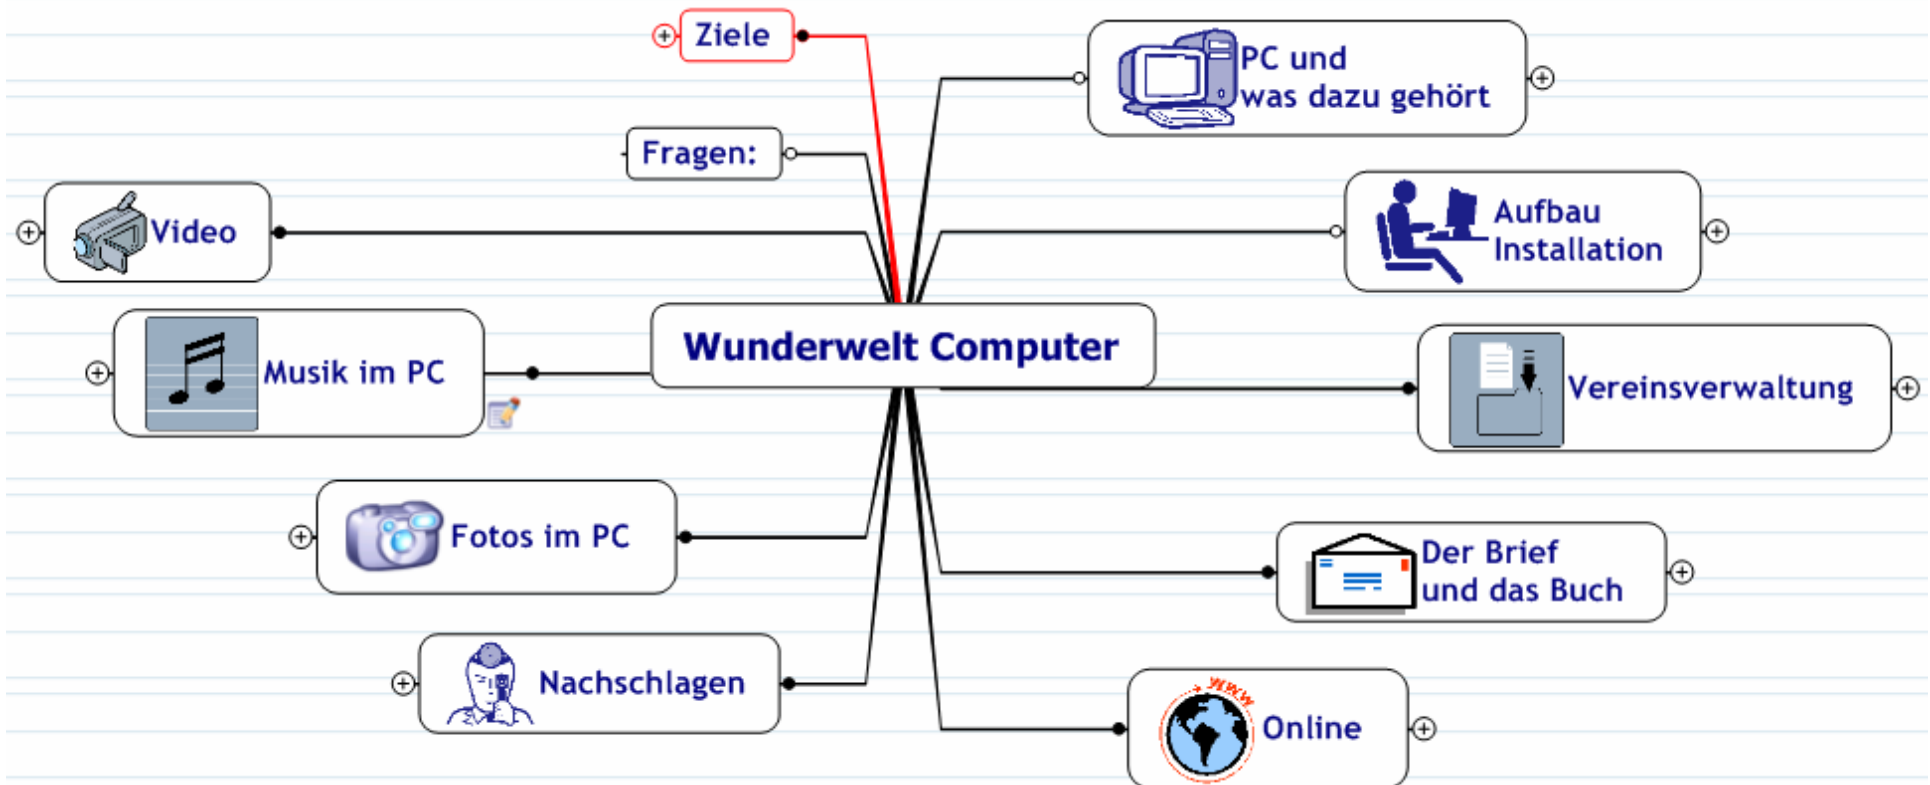 Ziele
PC und
was dazu gehört
Fragen:
Video
Aufbau
Installation
Wunderwelt Computer
Musik im PC
Vereinsverwaltung
Fotos im PC
Der Brief
und das Buch
Nachschlagen
www
Online